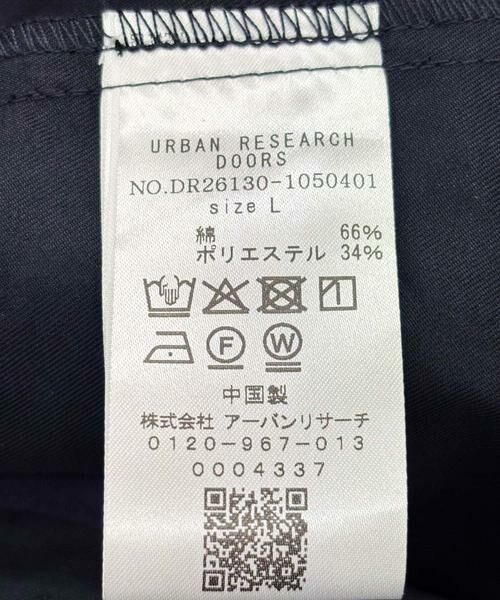 URBAN RESEARCH
DOORS
NO.DR26130-1050401
size L
綿 66%
ポリエステル 34%
F W
中国製
株式会社 アーバンリサーチ
0120-967-013
0004337